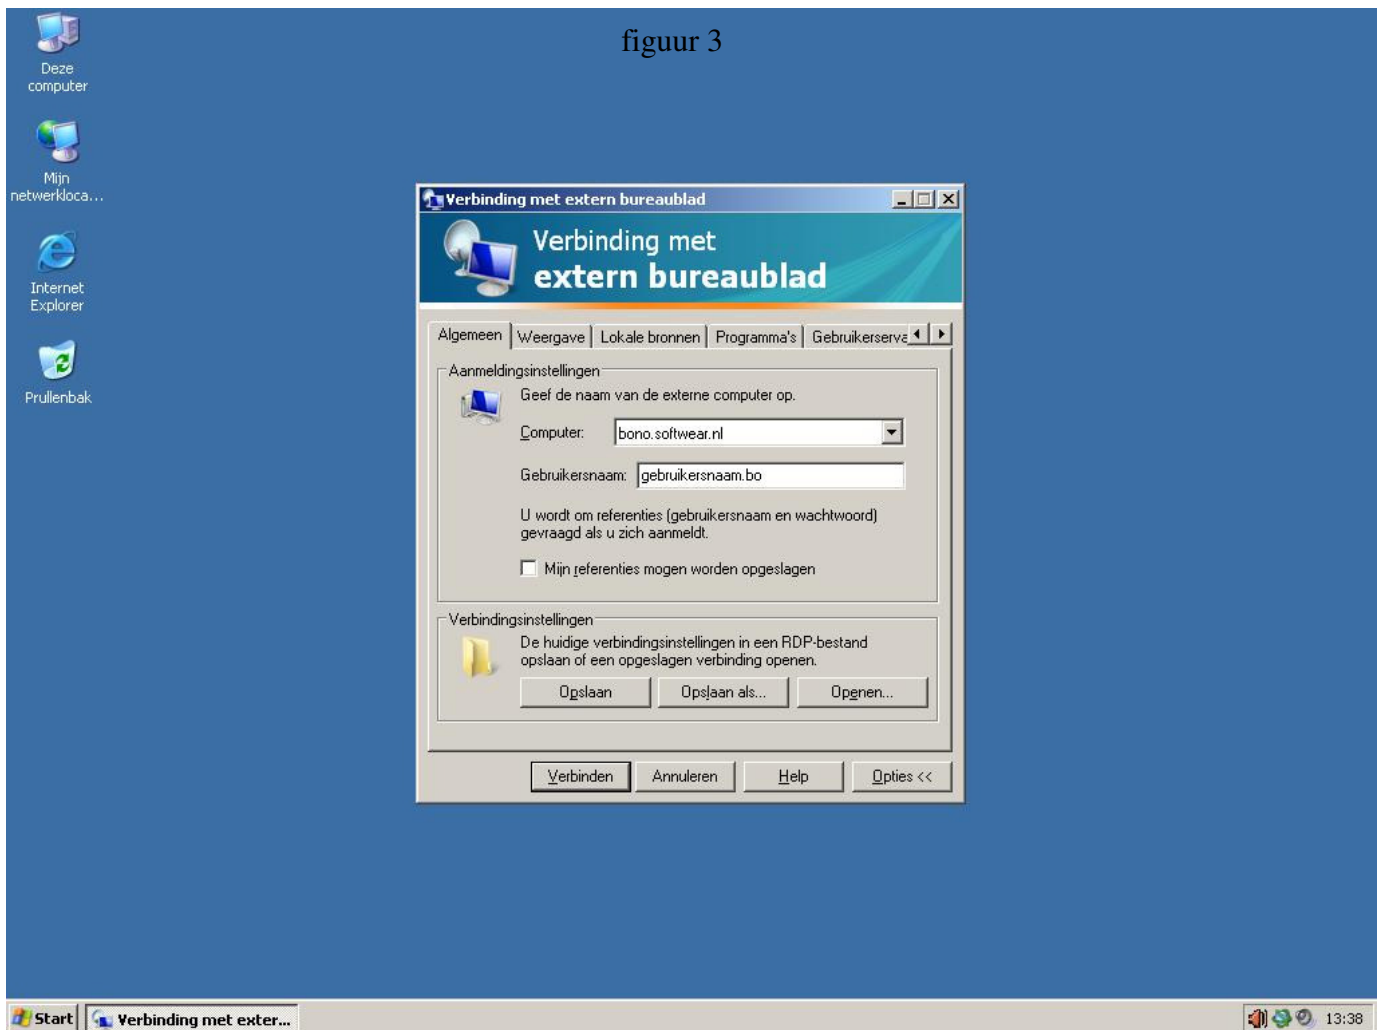 figuur 3
Deze
computer
Mijn
netwerkloca...
Internet
Explorer
Prullenbak
Verbinding met extern bureaublad
Verbinding met
extern bureaublad
Algemeen Weergave Lokale bronnen Programma's Gebruikerserva
Aanmeldingsinstellingen
Geef de naam van de externe computer op.
Computer: bono.softwear.nl
Gebruikersnaam: gebruikersnaam.bo
U wordt om referenties (gebruikersnaam en wachtwoord)
gevraagd als u zich aanmeldt.
Mijn referenties mogen worden opgeslagen
Verbindingsinstellingen
De huidige verbindingsinstellingen in een RDP-bestand
opslaan of een opgeslagen verbinding openen.
Opslaan Opslaan als... Openen...
Verbinden Annuleren Help Opties <<
Start Verbinding met exter... 13:38